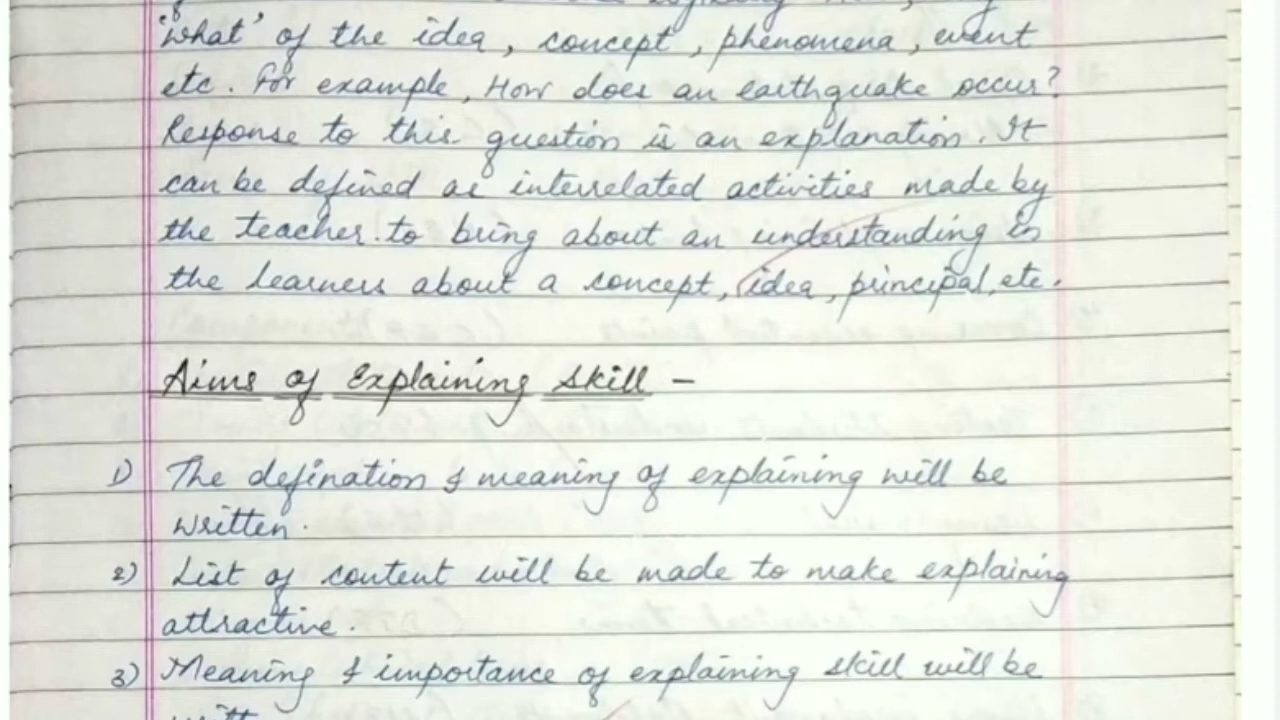 'what' of the idea, concept, phenomena, event
etc. For example, How does an earthquake occur?
Response to this question is an explanation. It
can be defined as interrelated activities made by
the teacher to bring about an understanding in
the learners about a concept, idea, principal, etc.
Aims of Explaining Skill -
1) The defination & meaning of explaining will be
written.
2) List of content will be made to make explaining
attractive.
3) Meaning & importance of explaining skill will be